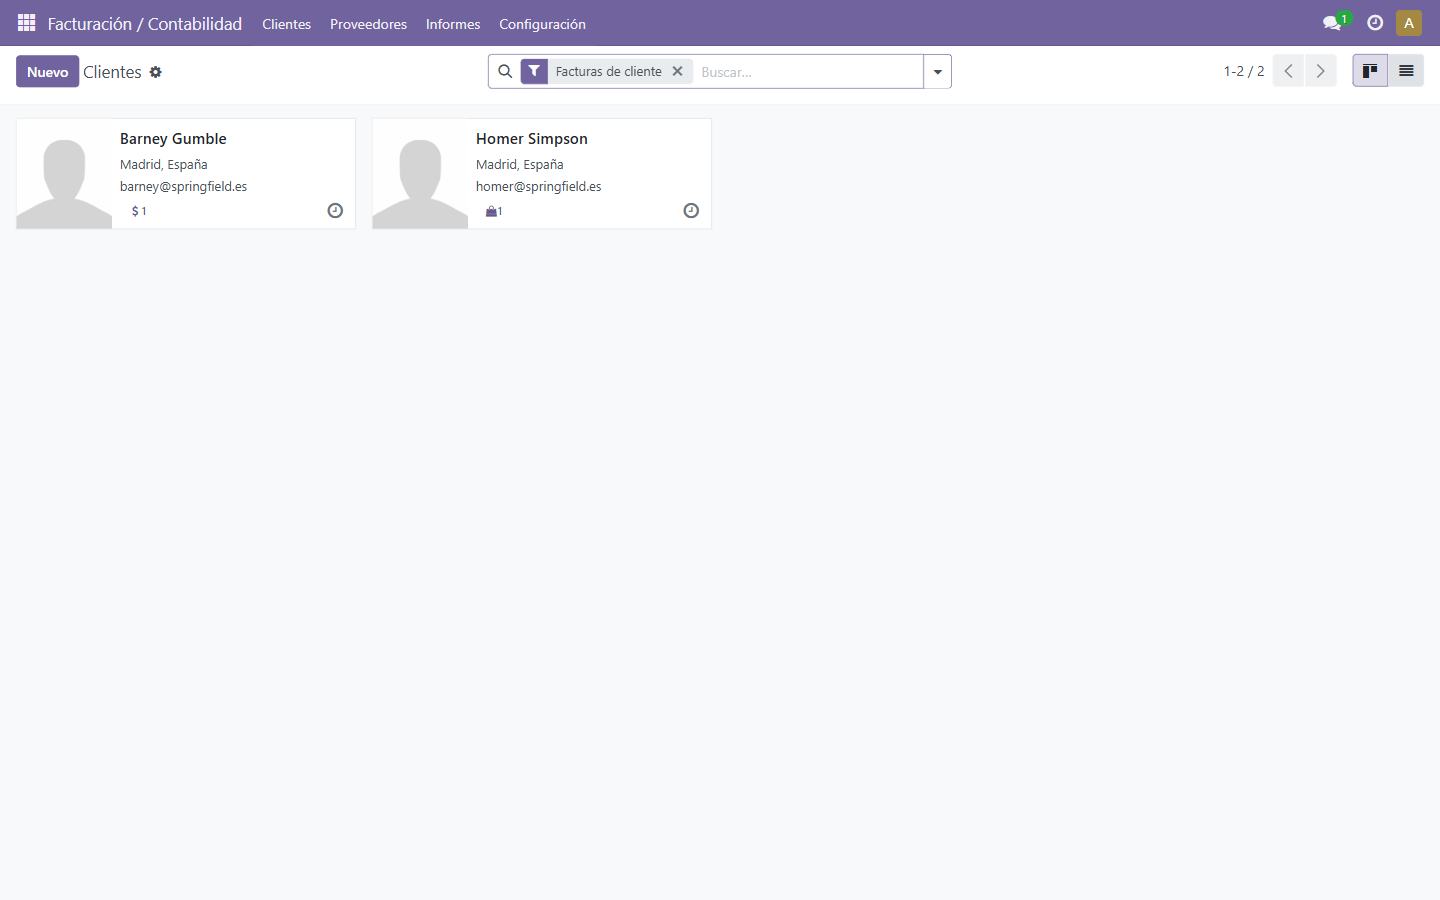 Facturación / Contabilidad Clientes Proveedores Informes Configuración 1 A
Nuevo Clientes Facturas de cliente Buscar... 1-2 / 2
Barney Gumble
Madrid, España
barney@springfield.es
$ 1
Homer Simpson
Madrid, España
homer@springfield.es
1